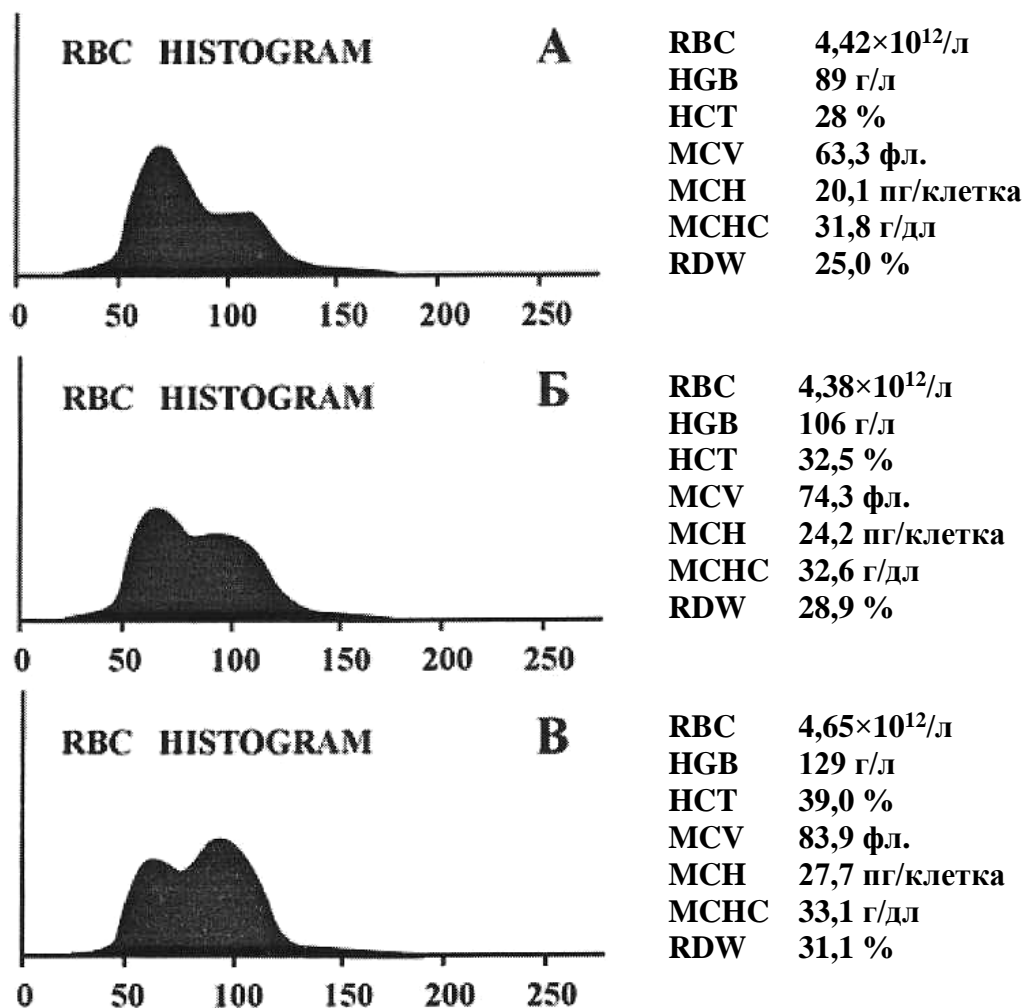 RBC HISTOGRAM А
RBC 4,42×10¹²/л
HGB 89 г/л
HCT 28 %
MCV 63,3 фл.
MCH 20,1 пг/клетка
MCHC 31,8 г/дл
RDW 25,0 %
0 50 100 150 200 250
RBC HISTOGRAM Б
RBC 4,38×10¹²/л
HGB 106 г/л
HCT 32,5 %
MCV 74,3 фл.
MCH 24,2 пг/клетка
MCHC 32,6 г/дл
RDW 28,9 %
0 50 100 150 200 250
RBC HISTOGRAM В
RBC 4,65×10¹²/л
HGB 129 г/л
HCT 39,0 %
MCV 83,9 фл.
MCH 27,7 пг/клетка
MCHC 33,1 г/дл
RDW 31,1 %
0 50 100 150 200 250